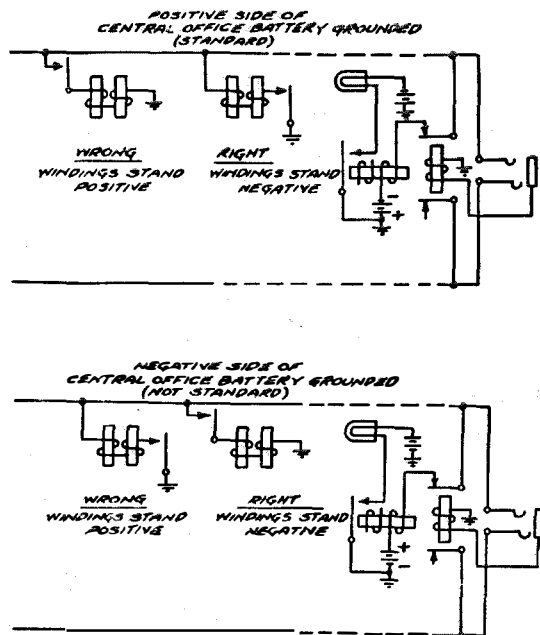 POSITIVE SIDE OF
CENTRAL OFFICE BATTERY GROUNDED
(STANDARD)
WRONG
WINDINGS STAND
POSITIVE
RIGHT
WINDINGS STAND
NEGATIVE
-
+
NEGATIVE SIDE OF
CENTRAL OFFICE BATTERY GROUNDED
(NOT STANDARD)
WRONG
WINDINGS STAND
POSITIVE
RIGHT
WINDINGS STAND
NEGATIVE
+
-